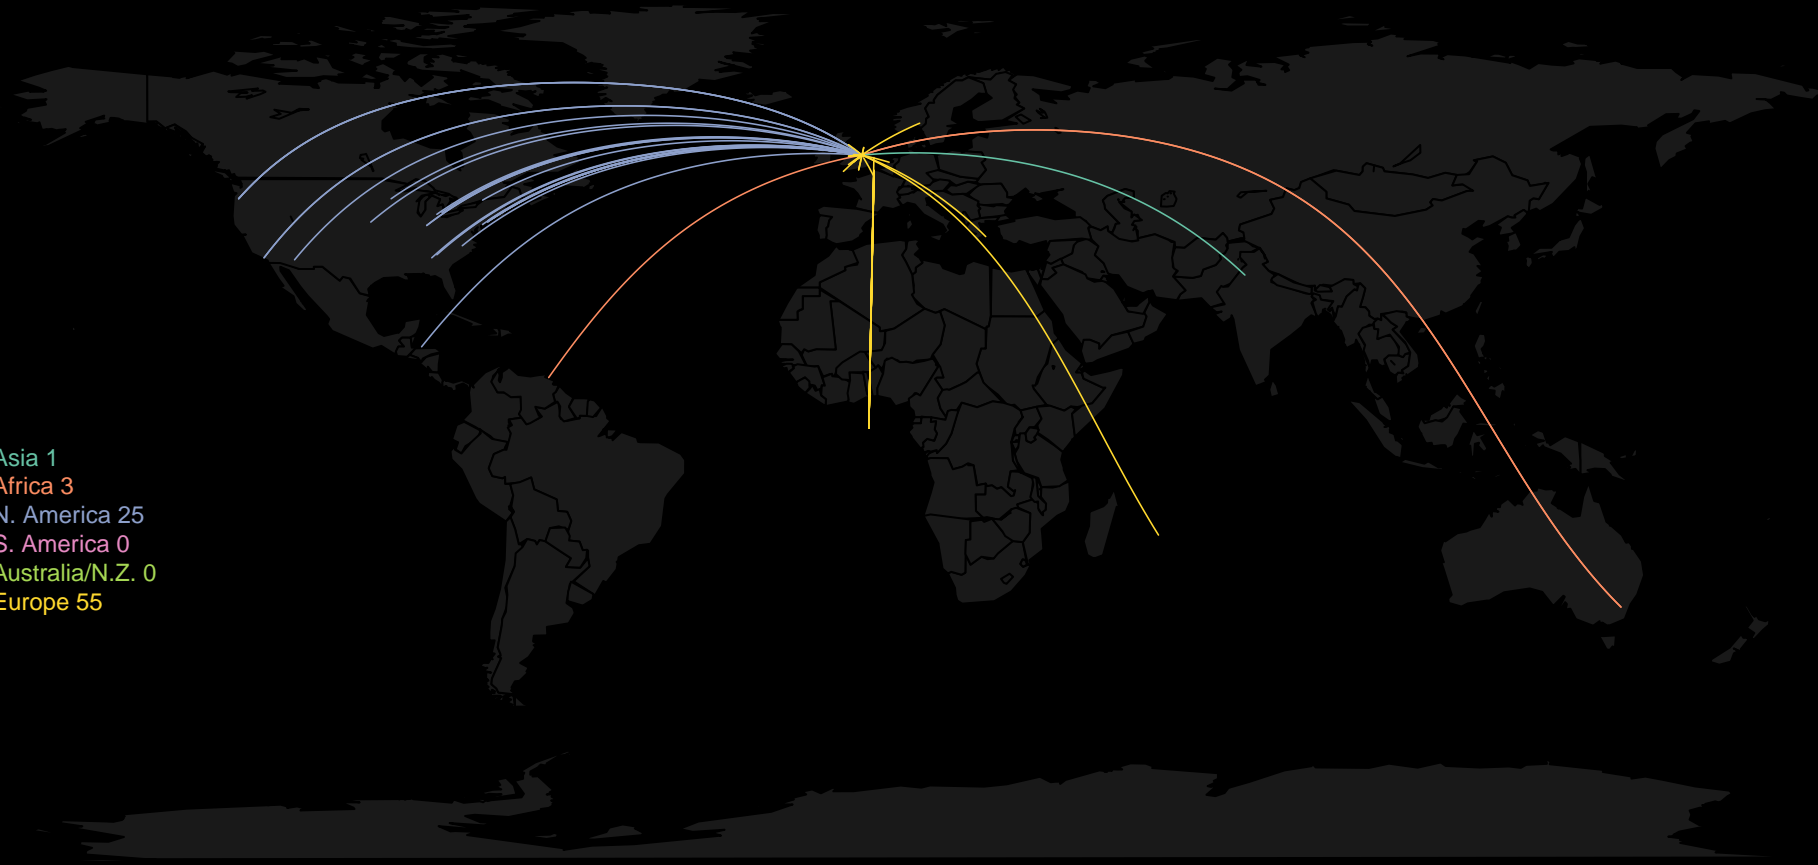 Asia 1
Africa 3
N. America 25
S. America 0
Australia/N.Z. 0
Europe 55